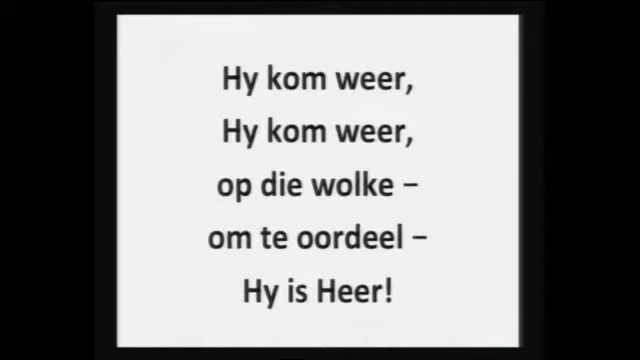 Hy kom weer,
Hy kom weer,
op die wolke –
om te oordeel –
Hy is Heer!